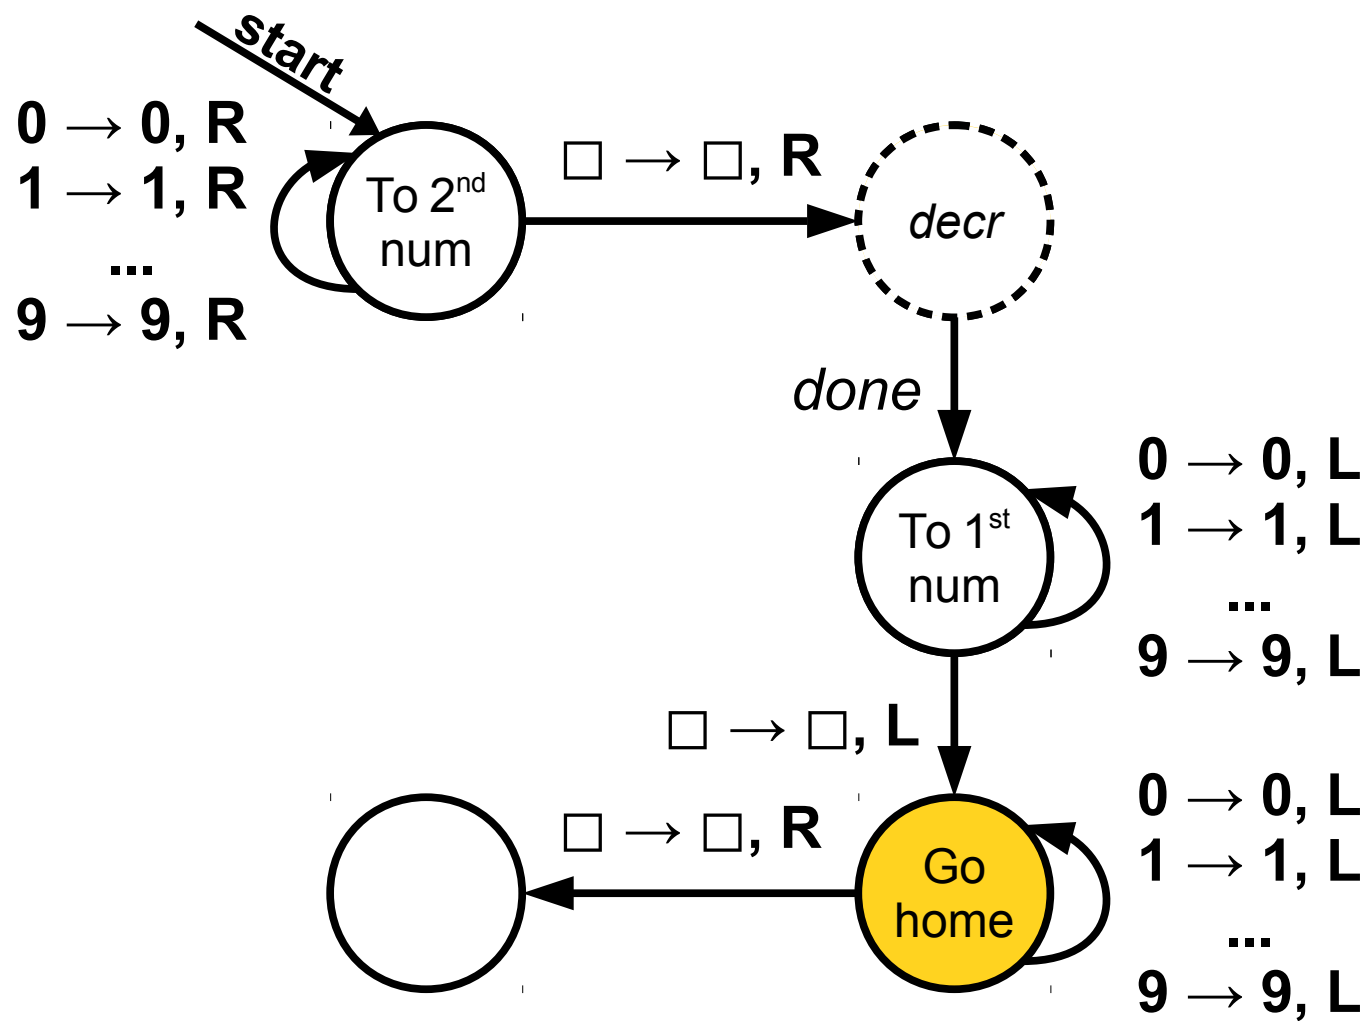 start
0 → 0, R
1 → 1, R
...
9 → 9, R
To 2nd
num
□ → □, R
decr
done
To 1st
num
0 → 0, L
1 → 1, L
...
9 → 9, L
□ → □, L
□ → □, R
Go
home
0 → 0, L
1 → 1, L
...
9 → 9, L